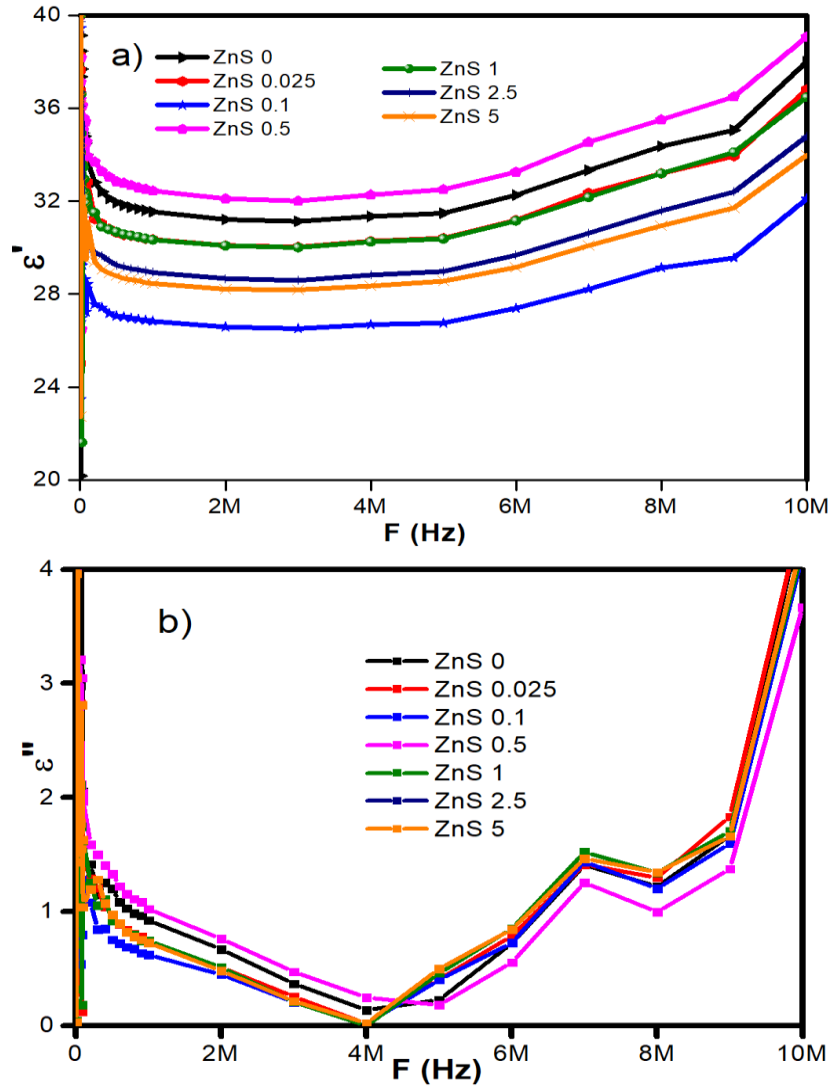 40
36
32
28
24
20
ε'
a)
ZnS 0
ZnS 0.025
ZnS 0.1
ZnS 0.5
ZnS 1
ZnS 2.5
ZnS 5
0
2M
4M
6M
8M
10M
F (Hz)
4
3
2
1
0
ε"
b)
ZnS 0
ZnS 0.025
ZnS 0.1
ZnS 0.5
ZnS 1
ZnS 2.5
ZnS 5
0
2M
4M
6M
8M
10M
F (Hz)